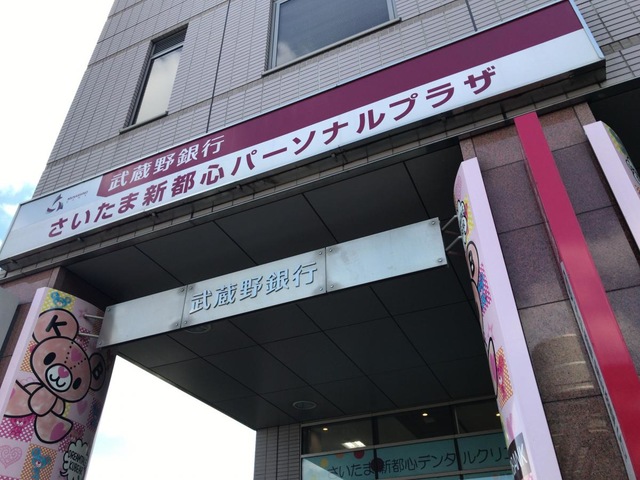 武蔵野銀行
さいたま新都心パーソナルプラザ
武蔵野銀行
さいたま新都心デンタルクリ
K
B